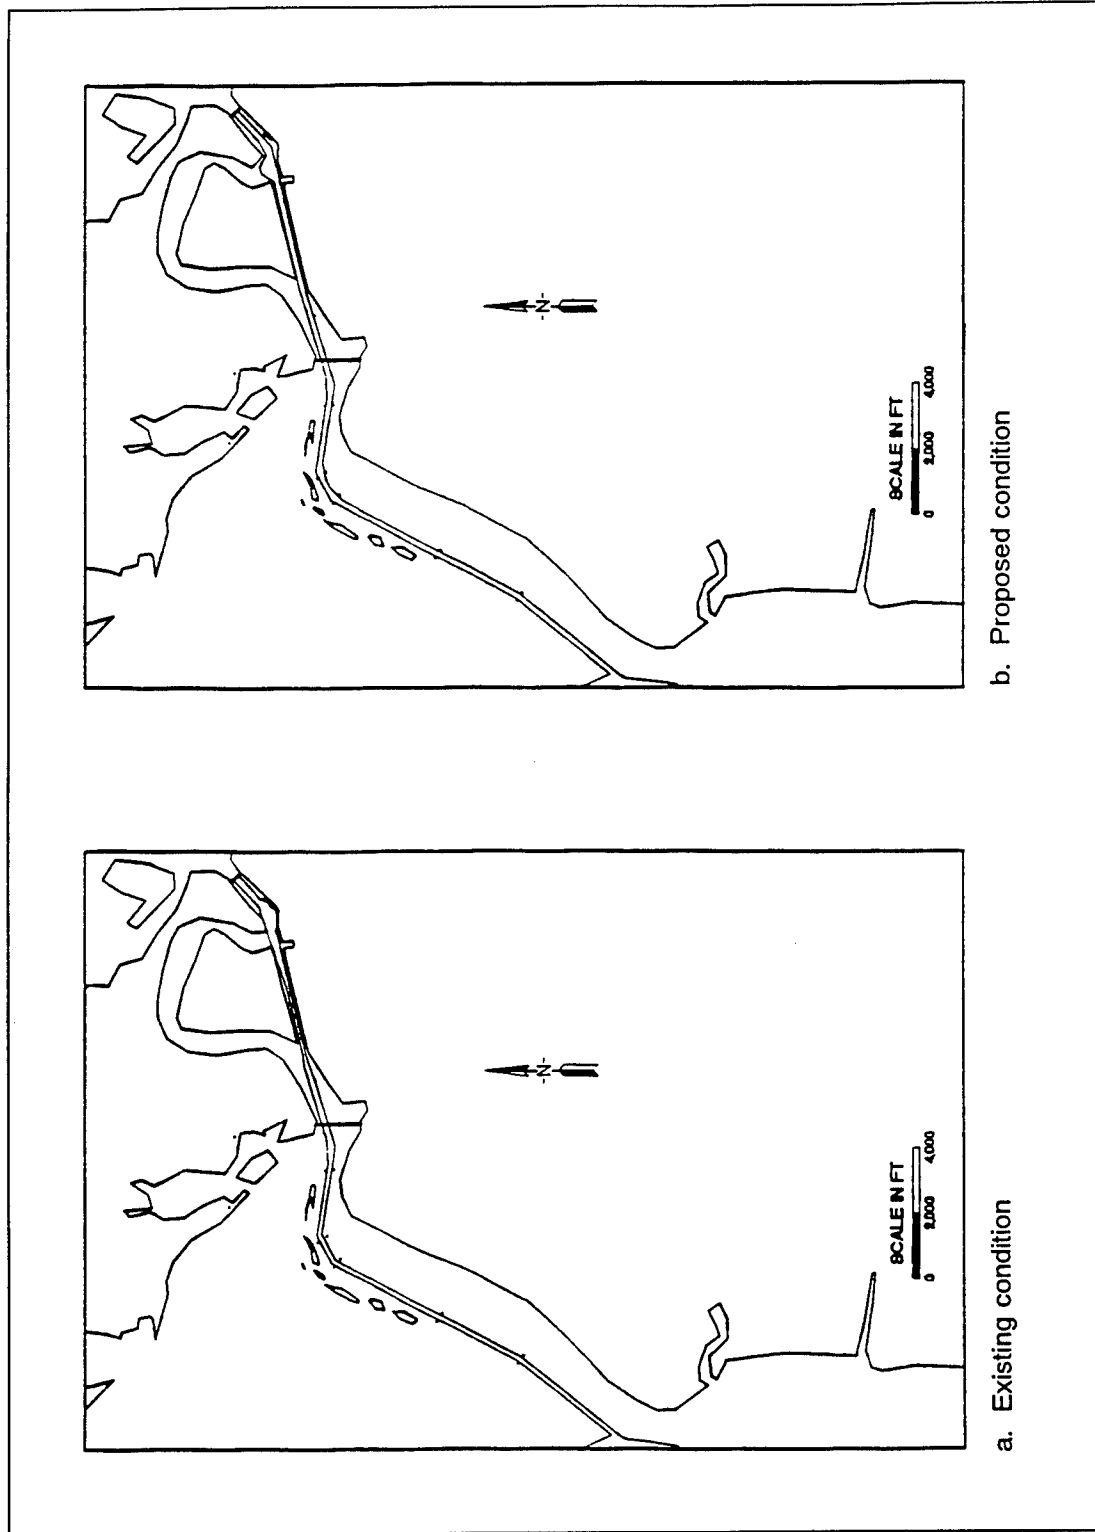 N
SCALE IN FT
0 2,000 4,000
a. Existing condition
N
SCALE IN FT
0 2,000 4,000
b. Proposed condition